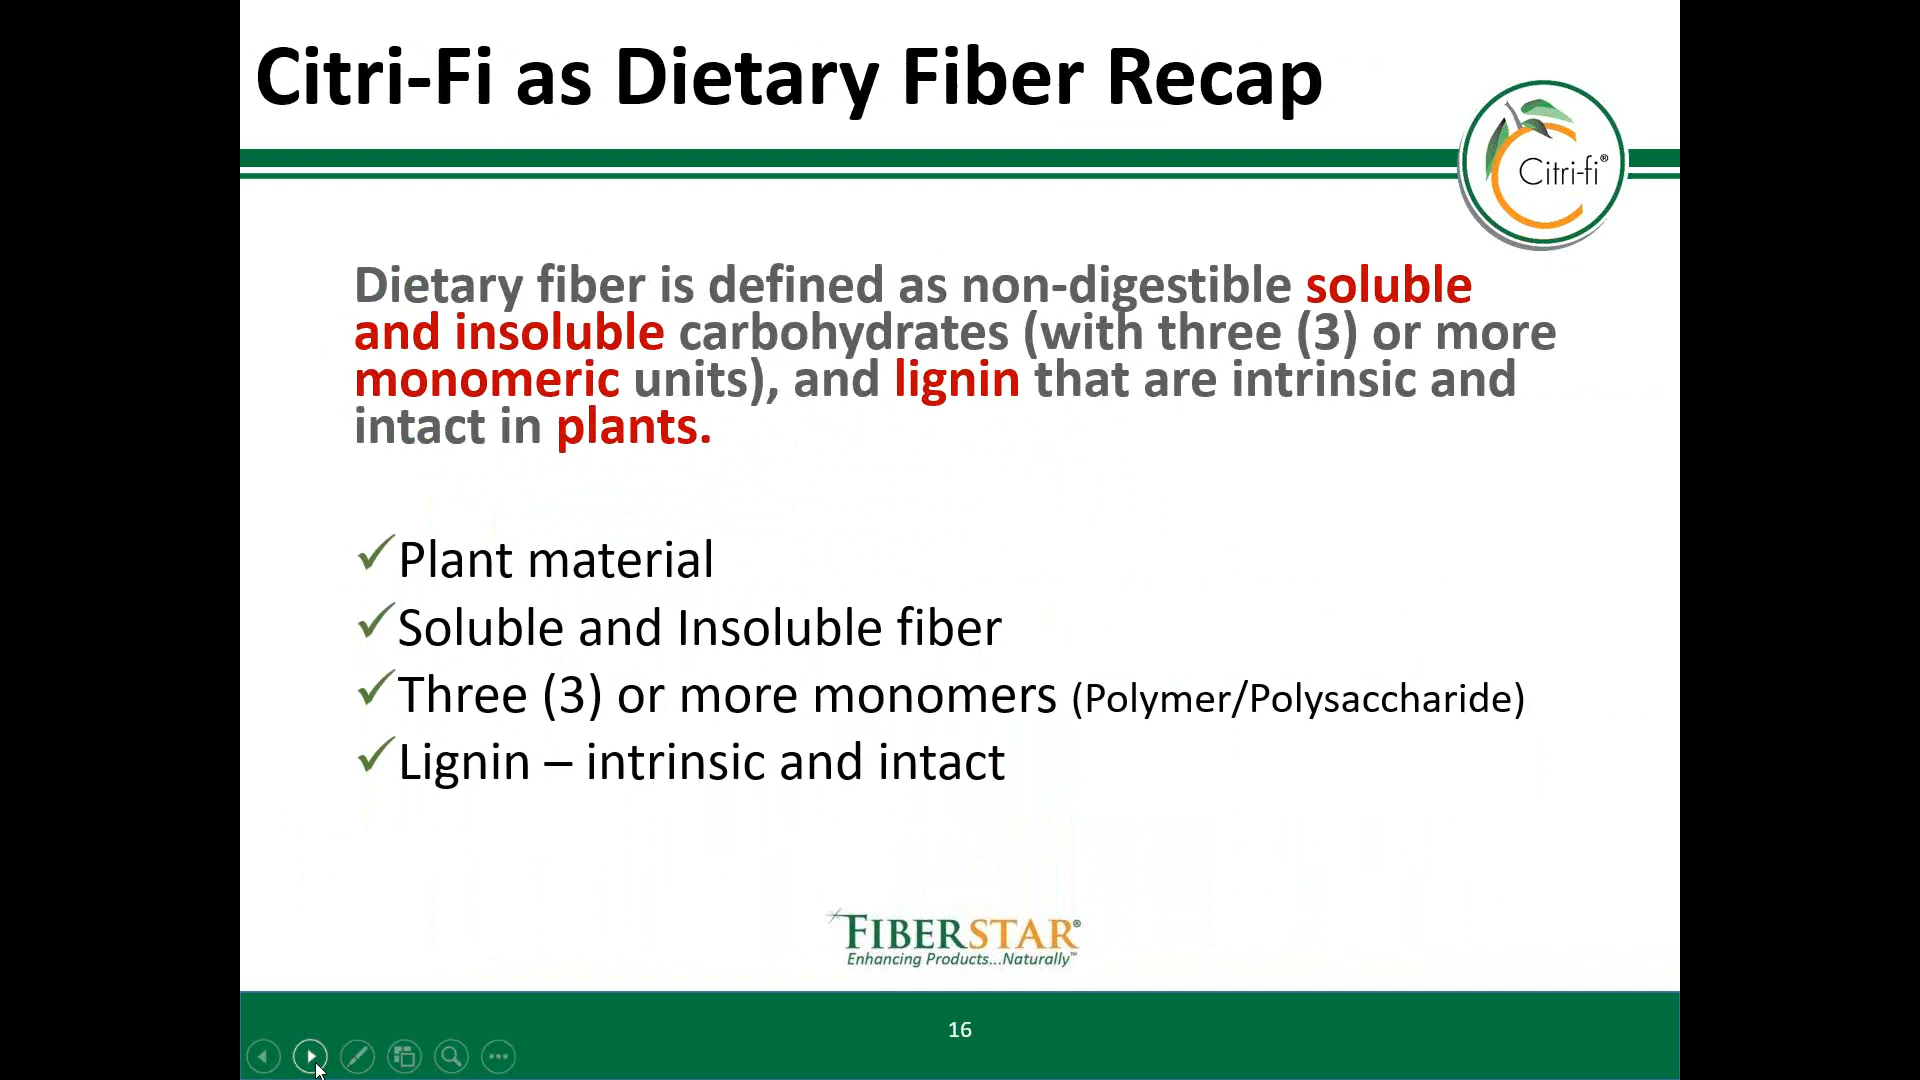 Citri-Fi as Dietary Fiber Recap
Citri-fi®
Dietary fiber is defined as non-digestible soluble
and insoluble carbohydrates (with three (3) or more
monomeric units), and lignin that are intrinsic and
intact in plants.
✓Plant material
✓Soluble and Insoluble fiber
✓Three (3) or more monomers (Polymer/Polysaccharide)
✓Lignin – intrinsic and intact
FIBERSTAR®
Enhancing Products...Naturally™
16